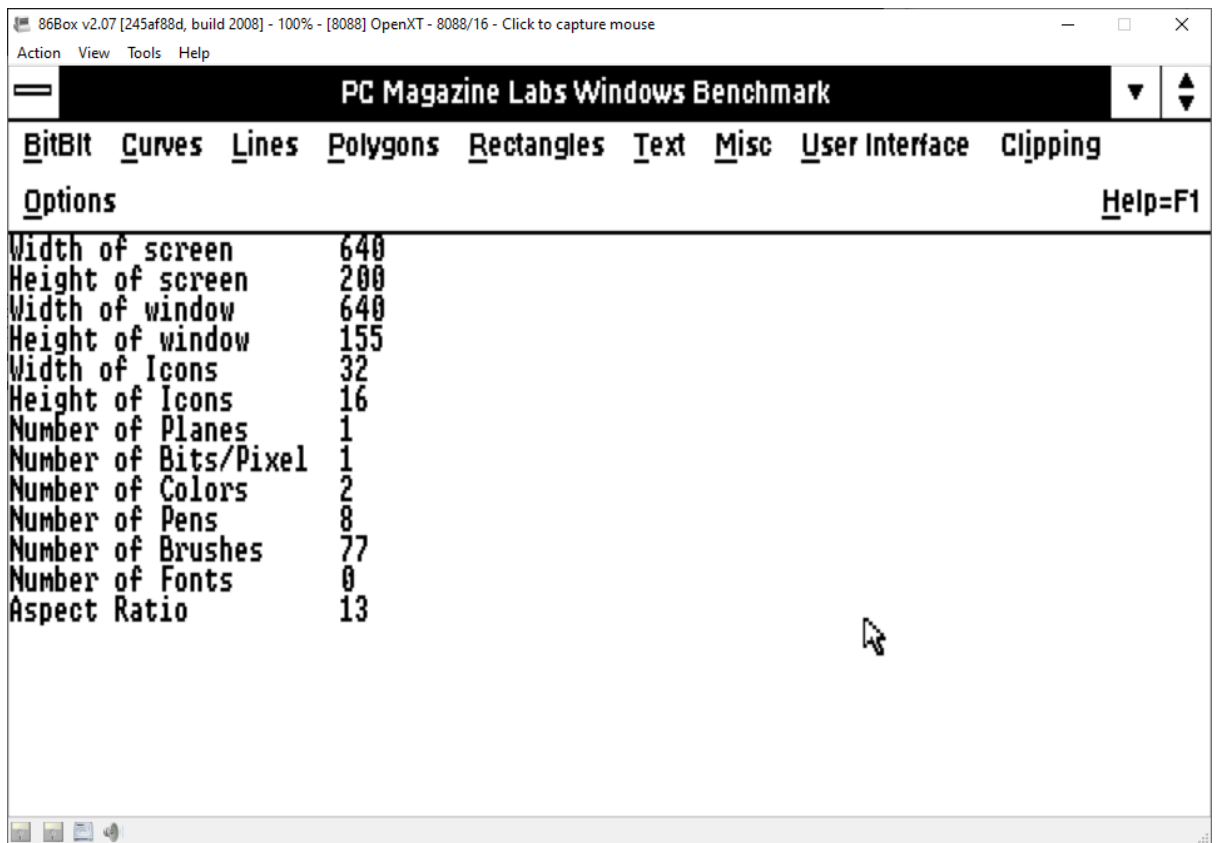 86Box v2.07 [245af88d, build 2008] - 100% - [8088] OpenXT - 8088/16 - Click to capture mouse
Action View Tools Help
PC Magazine Labs Windows Benchmark
BitBlt Curves Lines Polygons Rectangles Text Misc User Interface Clipping
Options Help=F1
Width of screen 640
Height of screen 200
Width of window 640
Height of window 155
Width of Icons 32
Height of Icons 16
Number of Planes 1
Number of Bits/Pixel 1
Number of Colors 2
Number of Pens 8
Number of Brushes 77
Number of Fonts 0
Aspect Ratio 13